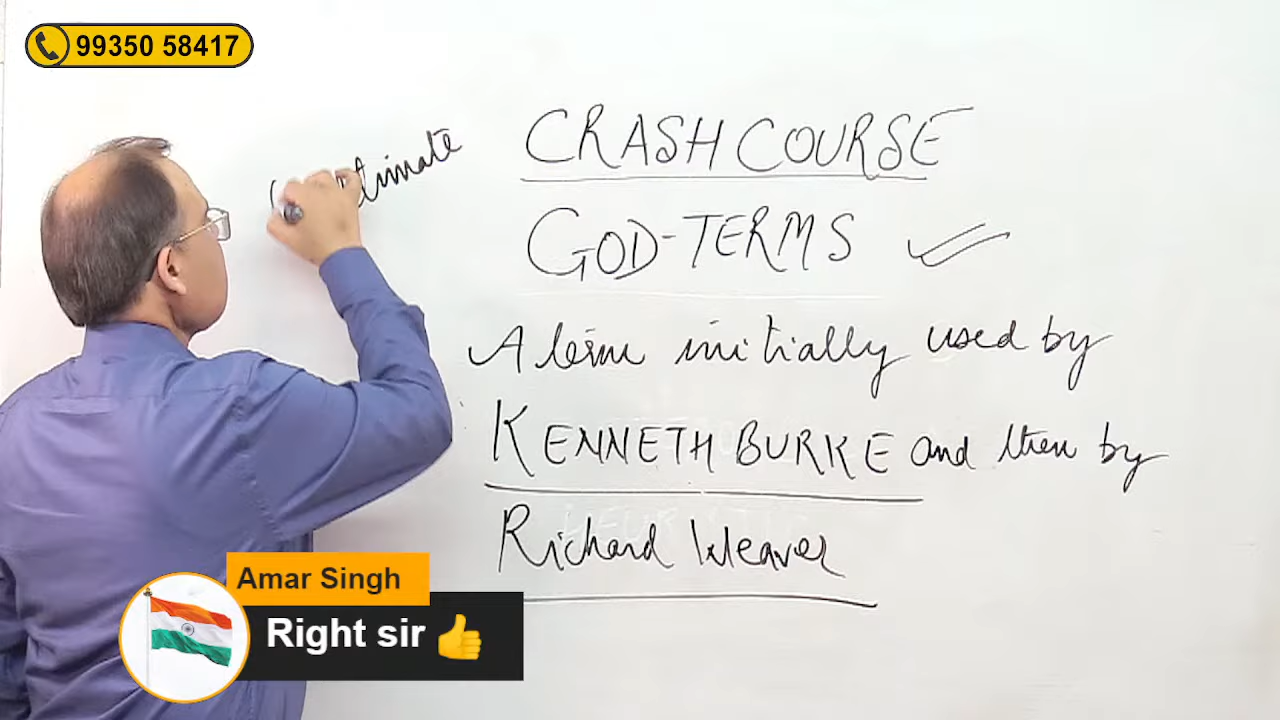 99350 58417
CRASH COURSE
GOD-TERMS
A term initially used by
KENNETH BURKE and then by
Richard Weaver
Amar Singh
Right sir 👍